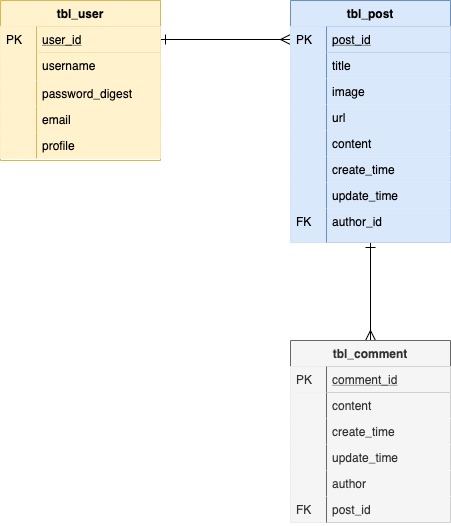 tbl_user
PK user_id
username
password_digest
email
profile
tbl_post
PK post_id
title
image
url
content
create_time
update_time
FK author_id
tbl_comment
PK comment_id
content
create_time
update_time
author
FK post_id